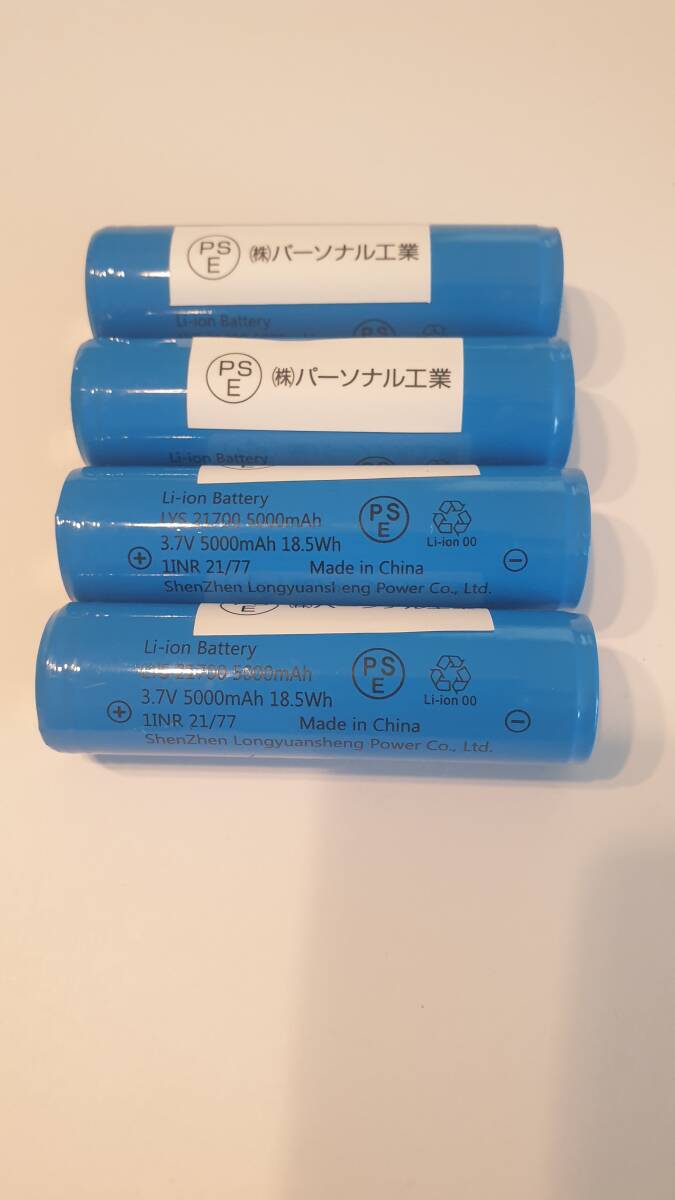 PS
E
㈱パーソナル工業
Li-ion Battery
PS
PS
E
㈱パーソナル工業
Li-ion Battery
Li-ion Battery
LYS 21700 5000mAh
3.7V 5000mAh 18.5Wh
1INR 21/77
Made in China
ShenZhen Longyuansheng Power Co., Ltd.
PS
E
Li-ion 00
+
−
Li-ion Battery
LYS 21700 5000mAh
3.7V 5000mAh 18.5Wh
1INR 21/77
Made in China
ShenZhen Longyuansheng Power Co., Ltd.
PS
E
Li-ion 00
+
−